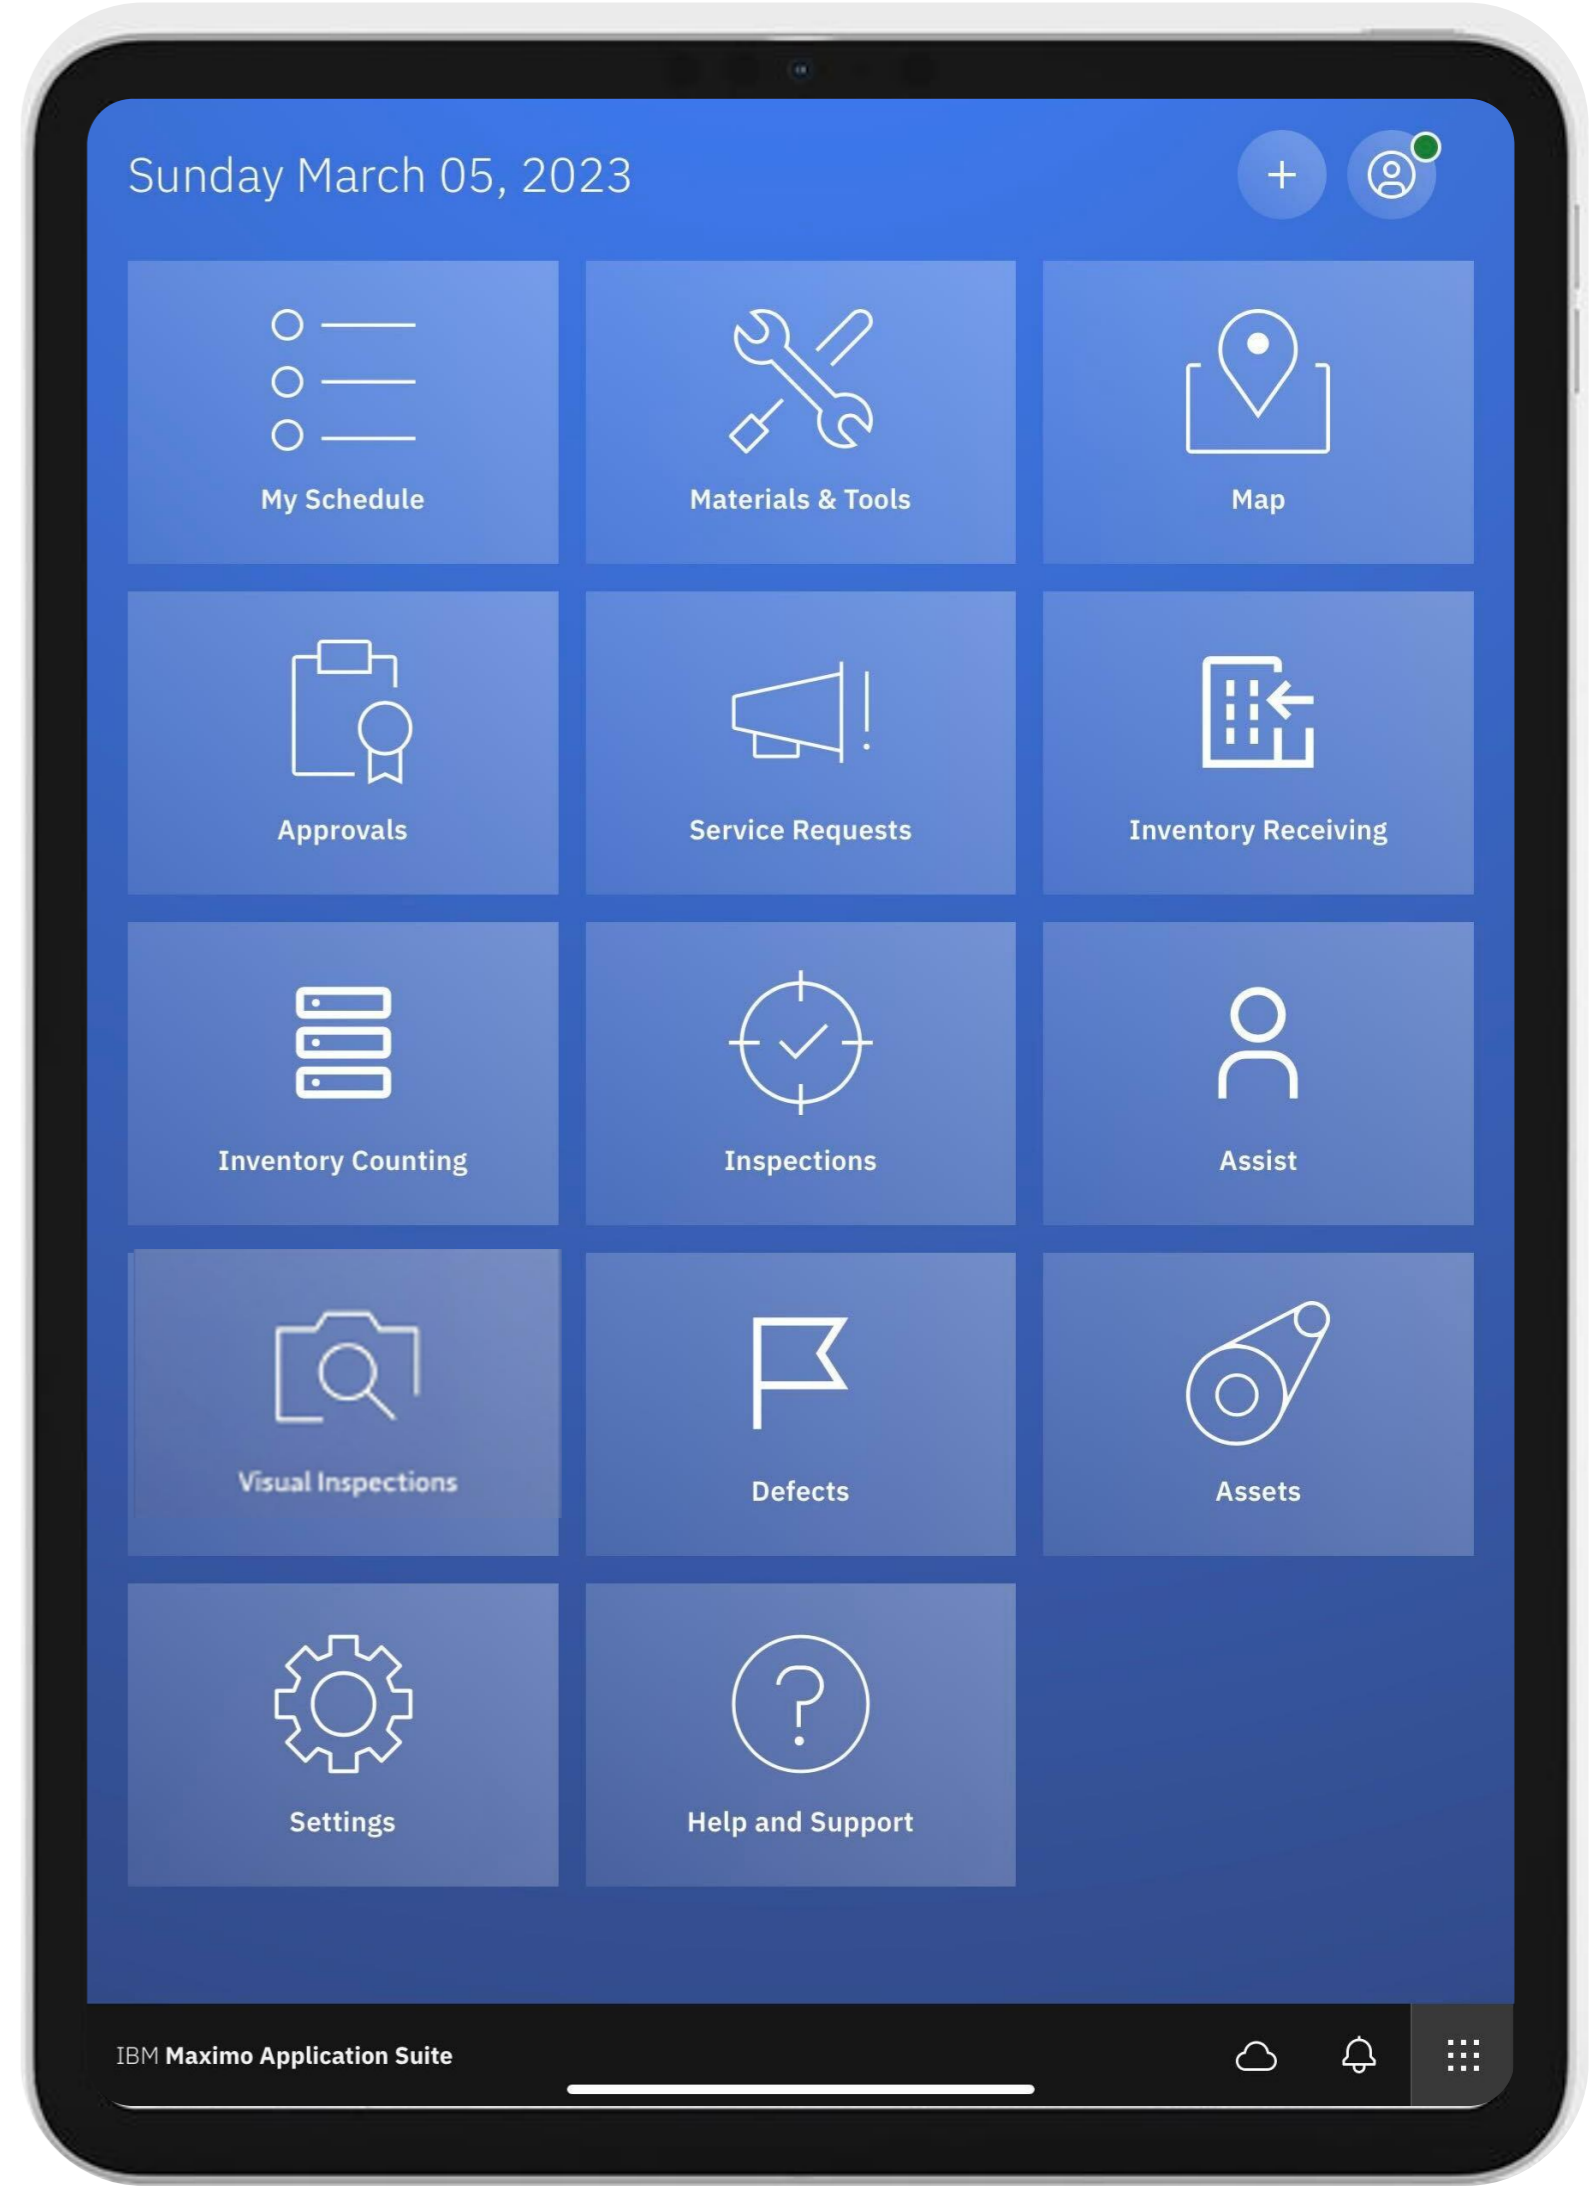 Sunday March 05, 2023
My Schedule
Materials & Tools
Map
Approvals
Service Requests
Inventory Receiving
Inventory Counting
Inspections
Assist
Visual Inspections
Defects
Assets
Settings
Help and Support
IBM Maximo Application Suite